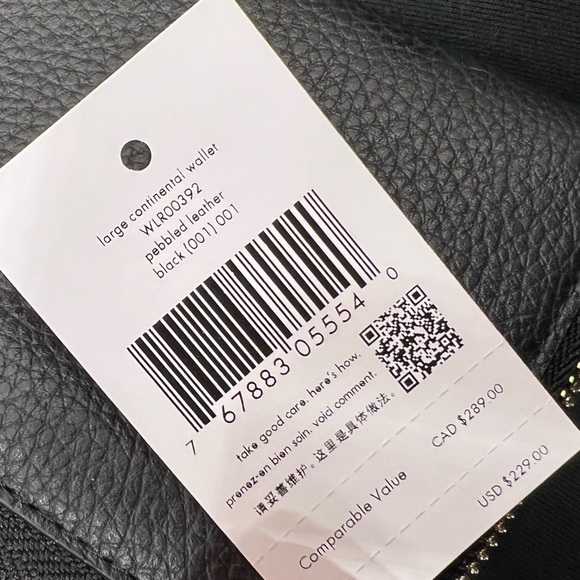 large continental wallet
WLR00392
pebbled leather
black (001) 001
7 67883 05554 0
take good care. here's how.
prenez-en bien soin. void comment.
请妥善维护。这里是具体做法。
Comparable Value
CAD $289.00
USD $229.00